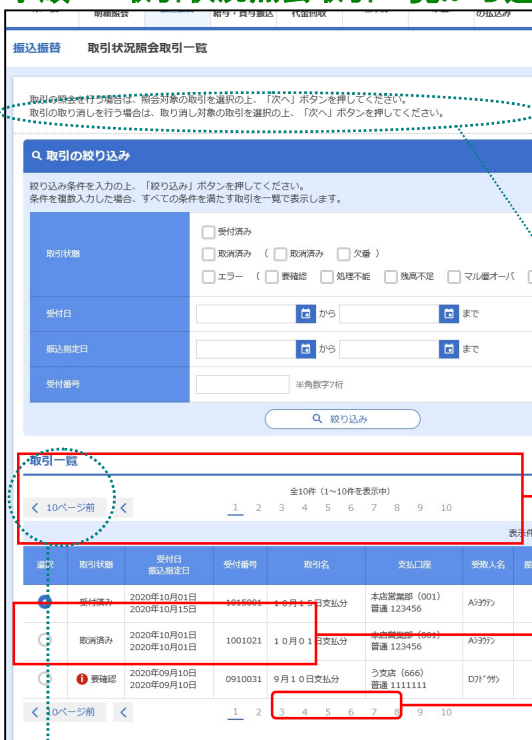 明細照会
給与・賞与振込
代金回収
の払込み
振込振替 取引状況照会取引一覧
取引の照会を行う場合は、照会対象の取引を選択の上、「次へ」ボタンを押してください。
取引の取り消しを行う場合は、取り消し対象の取引を選択の上、「次へ」ボタンを押してください。
取引の絞り込み
絞り込み条件を入力の上、「絞り込み」ボタンを押してください。
条件を複数入力した場合、すべての条件を満たす取引を一覧で表示します。
取引状態
受付済み
取消済み ( 取消済み 欠番 )
エラー ( 要確認 処理不能 残高不足 マル優オーバ
受付日 から まで
振込指定日 から まで
受付番号 半角数字7桁
絞り込み
取引一覧
全10件 (1~10件を表示中)
< 10ページ前 < 1 2 3 4 5 6 7 8 9 10
表示件
選択 取引状態 受付日 振込指定日 受付番号 取引名 支払口座 受取人名
受付済み 2020年10月01日 1015001 10月15日支払分 本店営業部 (001)
2020年10月15日 普通 123456
取消済み 2020年10月01日 1001021 10月01日支払分 本店営業部 (001)
2020年10月01日 普通 123456
要確認 2020年09月10日 0910031 9月10日支払分 う支店 (666)
2020年09月10日 普通 1111111
< 10ページ前 < 1 2 3 4 5 6 7 8 9 10